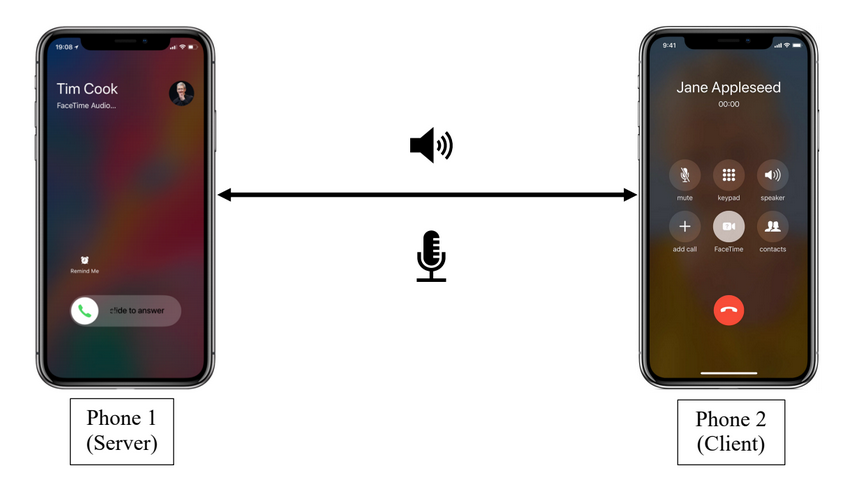 19:08
Tim Cook
FaceTime Audio...
Remind Me
slide to answer
Phone 1
(Server)
9:41
Jane Appleseed
00:00
mute
keypad
speaker
add call
FaceTime
contacts
Phone 2
(Client)